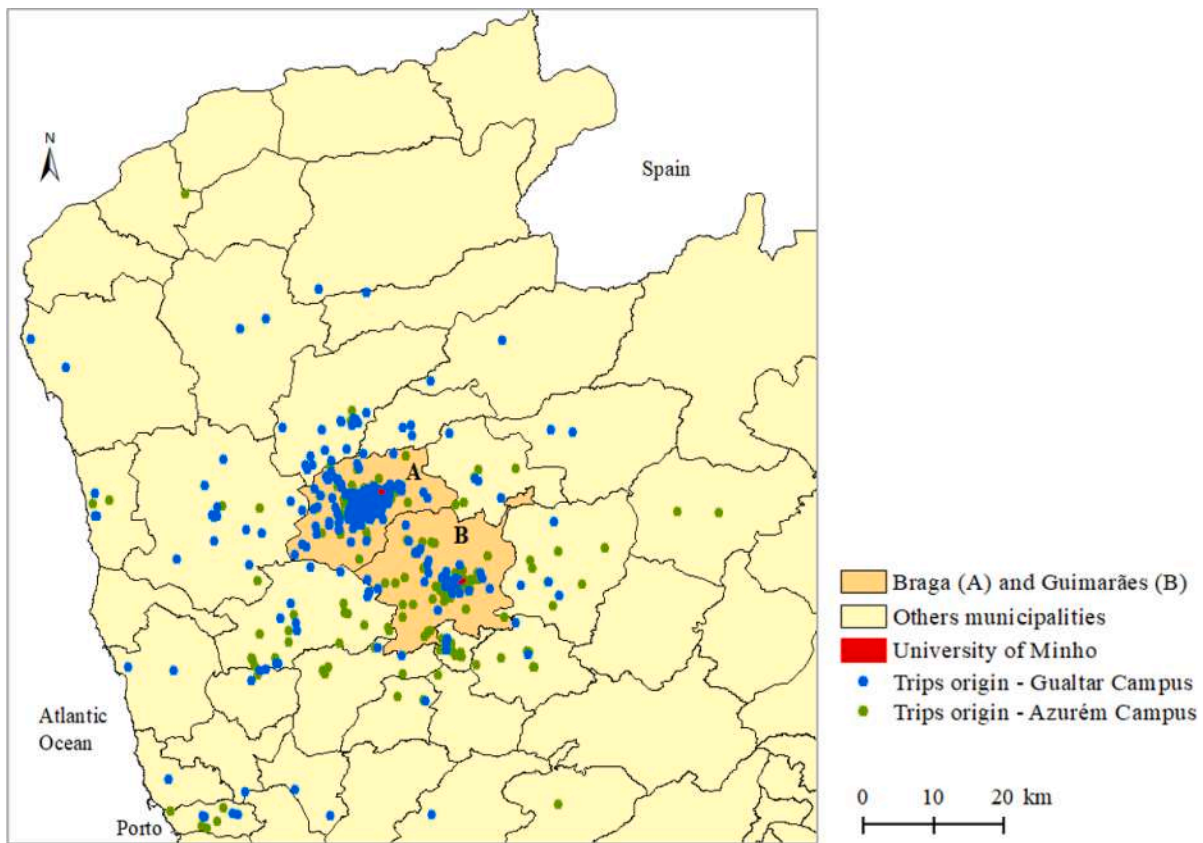 N
Spain
A
B
Atlantic
Ocean
Porto
Braga (A) and Guimarães (B)
Others municipalities
University of Minho
Trips origin - Gualtar Campus
Trips origin - Azurém Campus
0 10 20 km